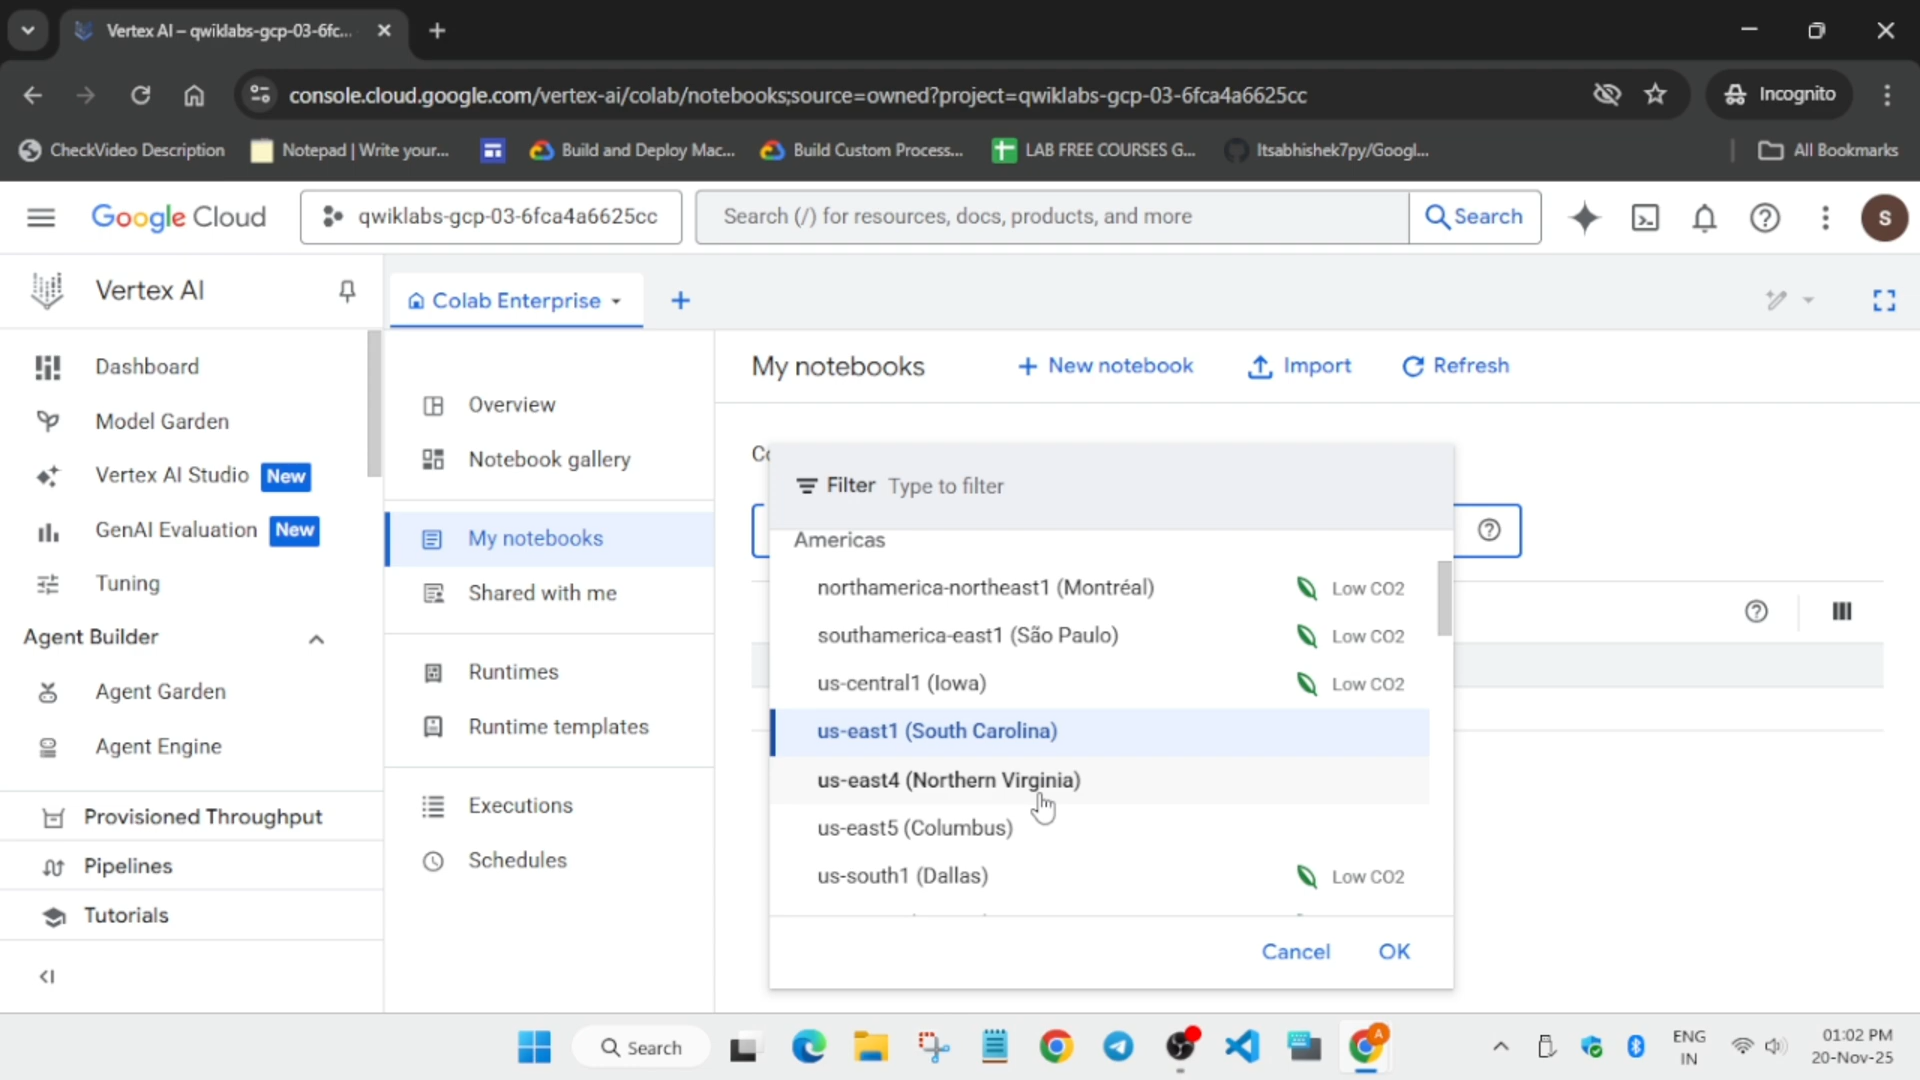 Vertex AI – qwiklabs-gcp-03-6fc...
console.cloud.google.com/vertex-ai/colab/notebooks;source=owned?project=qwiklabs-gcp-03-6fca4a6625cc
Incognito
CheckVideo Description
Notepad | Write your...
Build and Deploy Mac...
Build Custom Process...
LAB FREE COURSES G...
Itsabhishek7py/Googl...
All Bookmarks
Google Cloud
qwiklabs-gcp-03-6fca4a6625cc
Search (/) for resources, docs, products, and more
Search
S
Vertex AI
Colab Enterprise
Dashboard
Model Garden
Vertex AI Studio New
GenAI Evaluation New
Tuning
Agent Builder
Agent Garden
Agent Engine
Provisioned Throughput
Pipelines
Tutorials
Overview
Notebook gallery
My notebooks
Shared with me
Runtimes
Runtime templates
Executions
Schedules
My notebooks
New notebook
Import
Refresh
Filter Type to filter
Americas
northamerica-northeast1 (Montréal) Low CO2
southamerica-east1 (São Paulo) Low CO2
us-central1 (Iowa) Low CO2
us-east1 (South Carolina)
us-east4 (Northern Virginia)
us-east5 (Columbus)
us-south1 (Dallas) Low CO2
Cancel
OK
Search
A
ENG
IN
01:02 PM
20-Nov-25